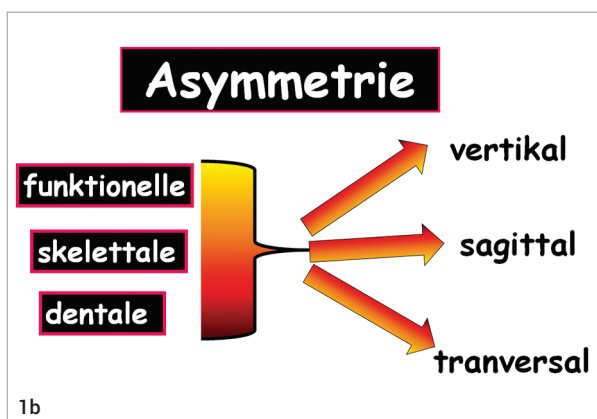 Asymmetrie
funktionelle
skelettale
dentale
vertikal
sagittal
tranversal
1b